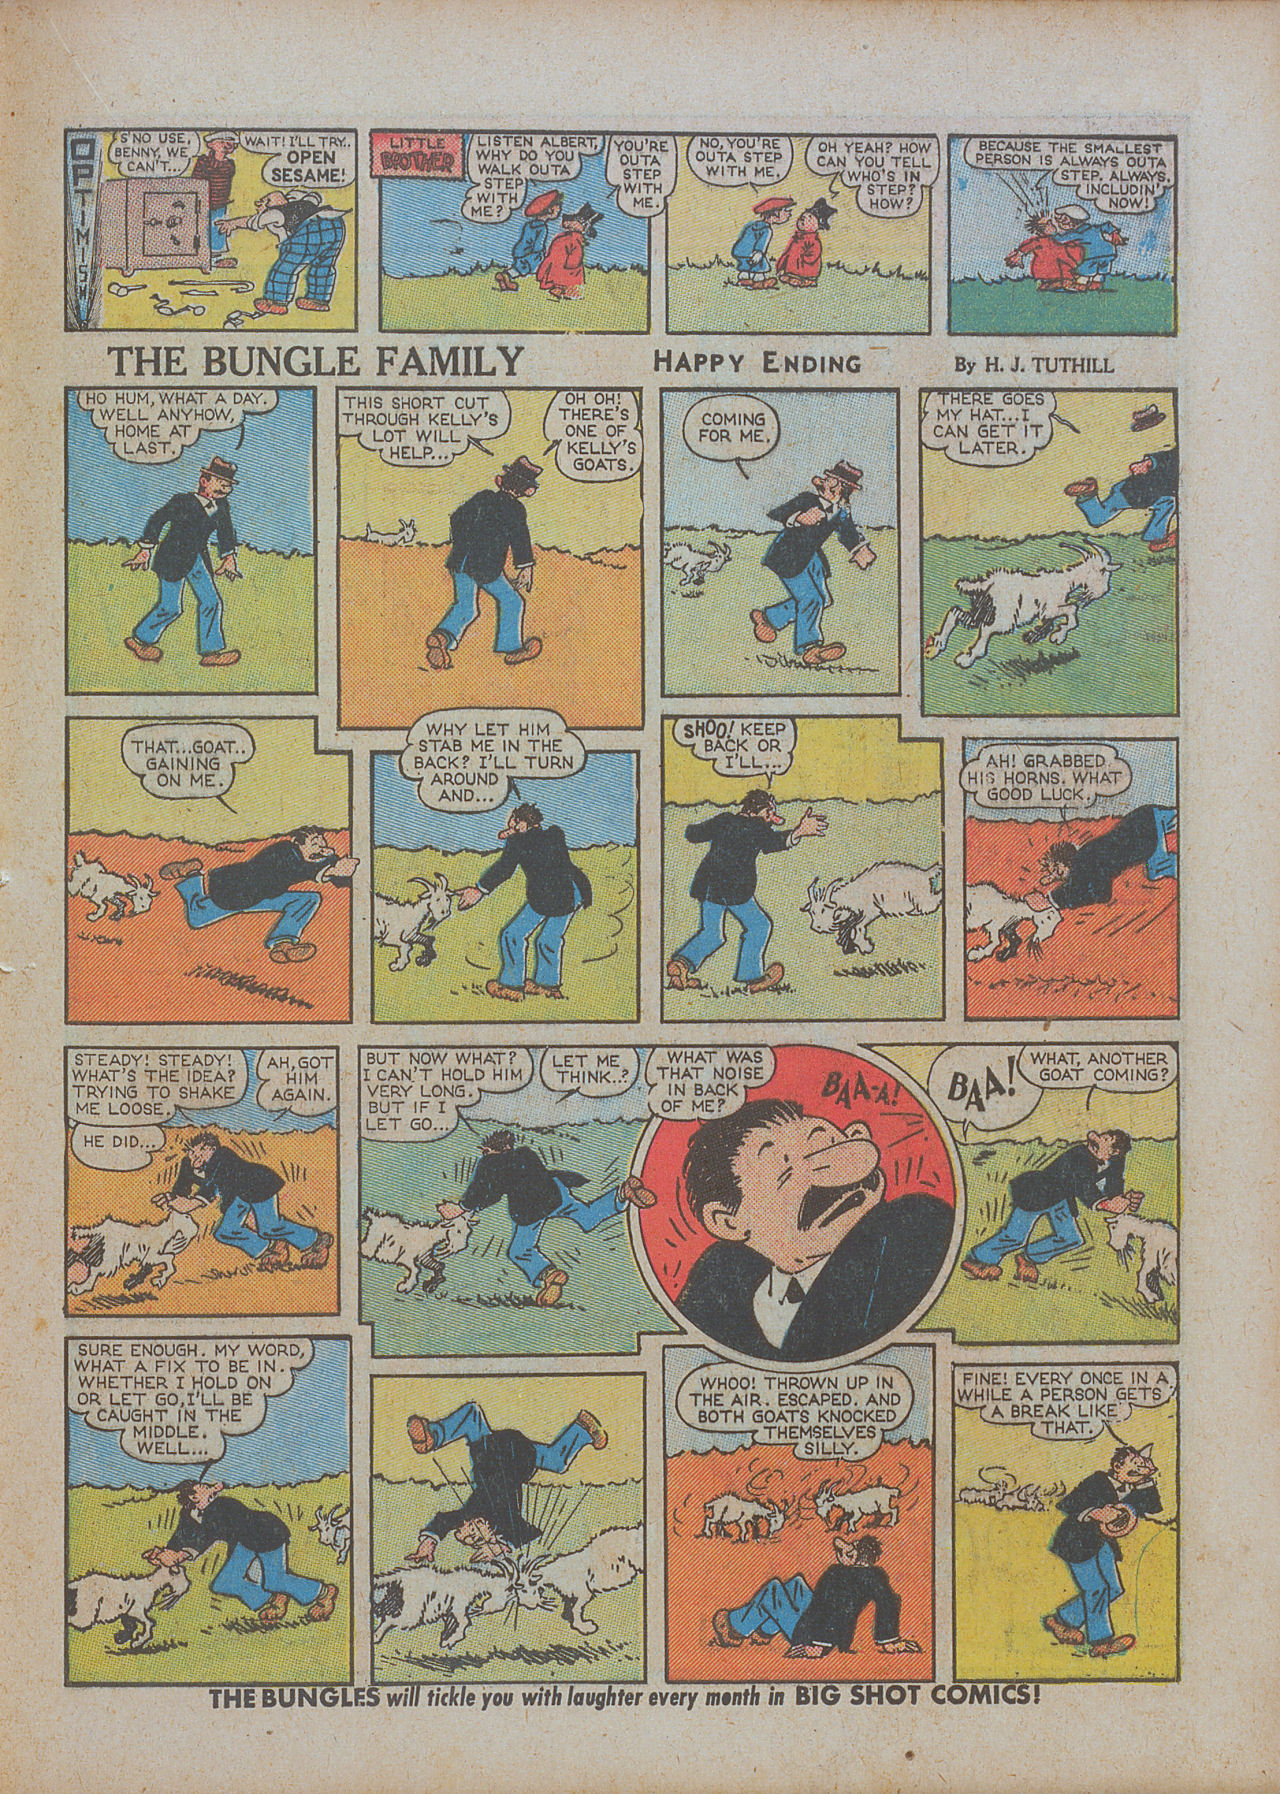 OPTIMISM
S'NO USE,
BENNY, WE
CAN'T...
WAIT! I'LL TRY..
OPEN
SESAME!
LITTLE
BROTHER
LISTEN ALBERT,
WHY DO YOU
WALK OUTA
STEP
WITH
ME?
YOU'RE
OUTA
STEP
WITH
ME.
NO, YOU'RE
OUTA STEP
WITH ME.
OH YEAH? HOW
CAN YOU TELL
WHO'S IN
STEP?
HOW?
BECAUSE THE SMALLEST
PERSON IS ALWAYS OUTA
STEP. ALWAYS.
INCLUDIN'
NOW!
THE BUNGLE FAMILY
HAPPY ENDING
By H. J. TUTHILL
HO HUM, WHAT A DAY.
WELL ANYHOW,
HOME AT
LAST.
THIS SHORT CUT
THROUGH KELLY'S
LOT WILL
HELP...
OH OH!
THERE'S
ONE OF
KELLY'S
GOATS.
COMING
FOR ME.
THERE GOES
MY HAT...I
CAN GET IT
LATER.
THAT...GOAT..
GAINING
ON ME.
WHY LET HIM
STAB ME IN THE
BACK? I'LL TURN
AROUND
AND...
SHOO! KEEP
BACK OR
I'LL...
AH! GRABBED
HIS HORNS. WHAT
GOOD LUCK.
STEADY! STEADY!
WHAT'S THE IDEA?
TRYING TO SHAKE
ME LOOSE.
HE DID...
AH, GOT
HIM
AGAIN.
BUT NOW WHAT?
I CAN'T HOLD HIM
VERY LONG.
BUT IF I
LET GO...
LET ME
THINK..?
WHAT WAS
THAT NOISE
IN BACK
OF ME?
BAA-A!
BAA!
WHAT, ANOTHER
GOAT COMING?
SURE ENOUGH. MY WORD,
WHAT A FIX TO BE IN.
WHETHER I HOLD ON
OR LET GO, I'LL BE
CAUGHT IN THE
MIDDLE.
WELL...
WHOO! THROWN UP IN
THE AIR. ESCAPED. AND
BOTH GOATS KNOCKED
THEMSELVES
SILLY.
FINE! EVERY ONCE IN A
WHILE A PERSON GETS
A BREAK LIKE
THAT.
THE BUNGLES will tickle you with laughter every month in BIG SHOT COMICS!